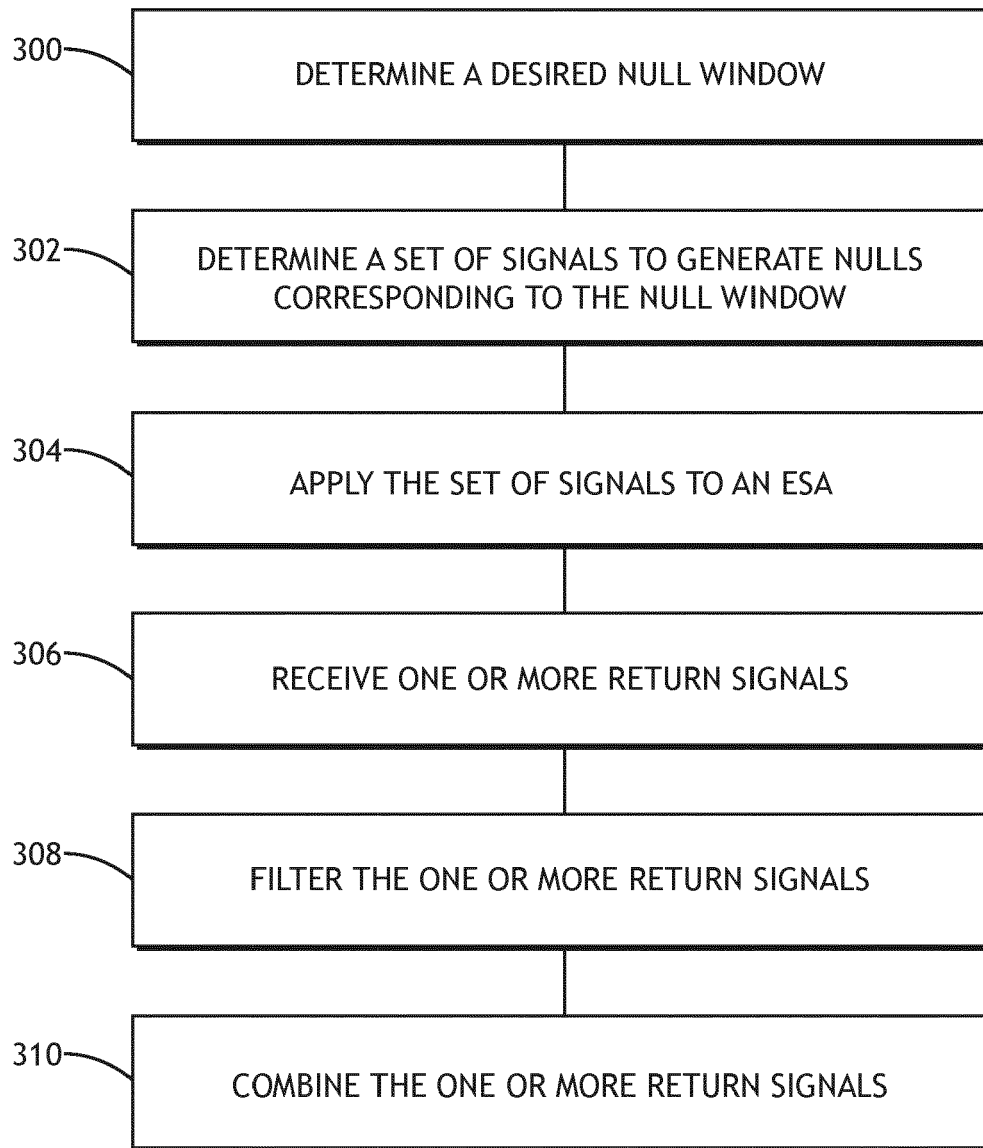 300
DETERMINE A DESIRED NULL WINDOW
302
DETERMINE A SET OF SIGNALS TO GENERATE NULLS
CORRESPONDING TO THE NULL WINDOW
304
APPLY THE SET OF SIGNALS TO AN ESA
306
RECEIVE ONE OR MORE RETURN SIGNALS
308
FILTER THE ONE OR MORE RETURN SIGNALS
310
COMBINE THE ONE OR MORE RETURN SIGNALS